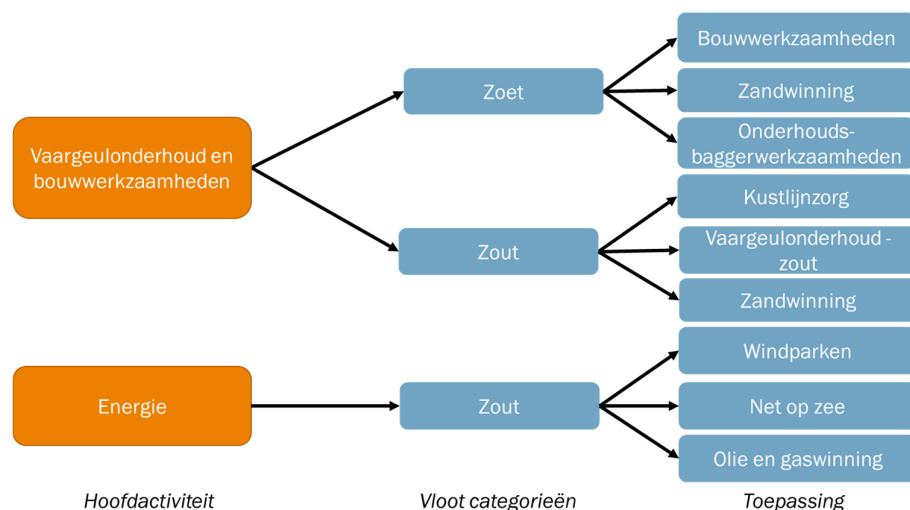 Vaargeulonderhoud en
bouwwerkzaamheden
Zoet
Bouwwerkzaamheden
Zandwinning
Onderhouds-
baggerwerkzaamheden
Zout
Kustlijnzorg
Vaargeulonderhoud -
zout
Zandwinning
Energie
Zout
Windparken
Net op zee
Olie en gaswinning
Hoofdactiviteit
Vloot categorieën
Toepassing